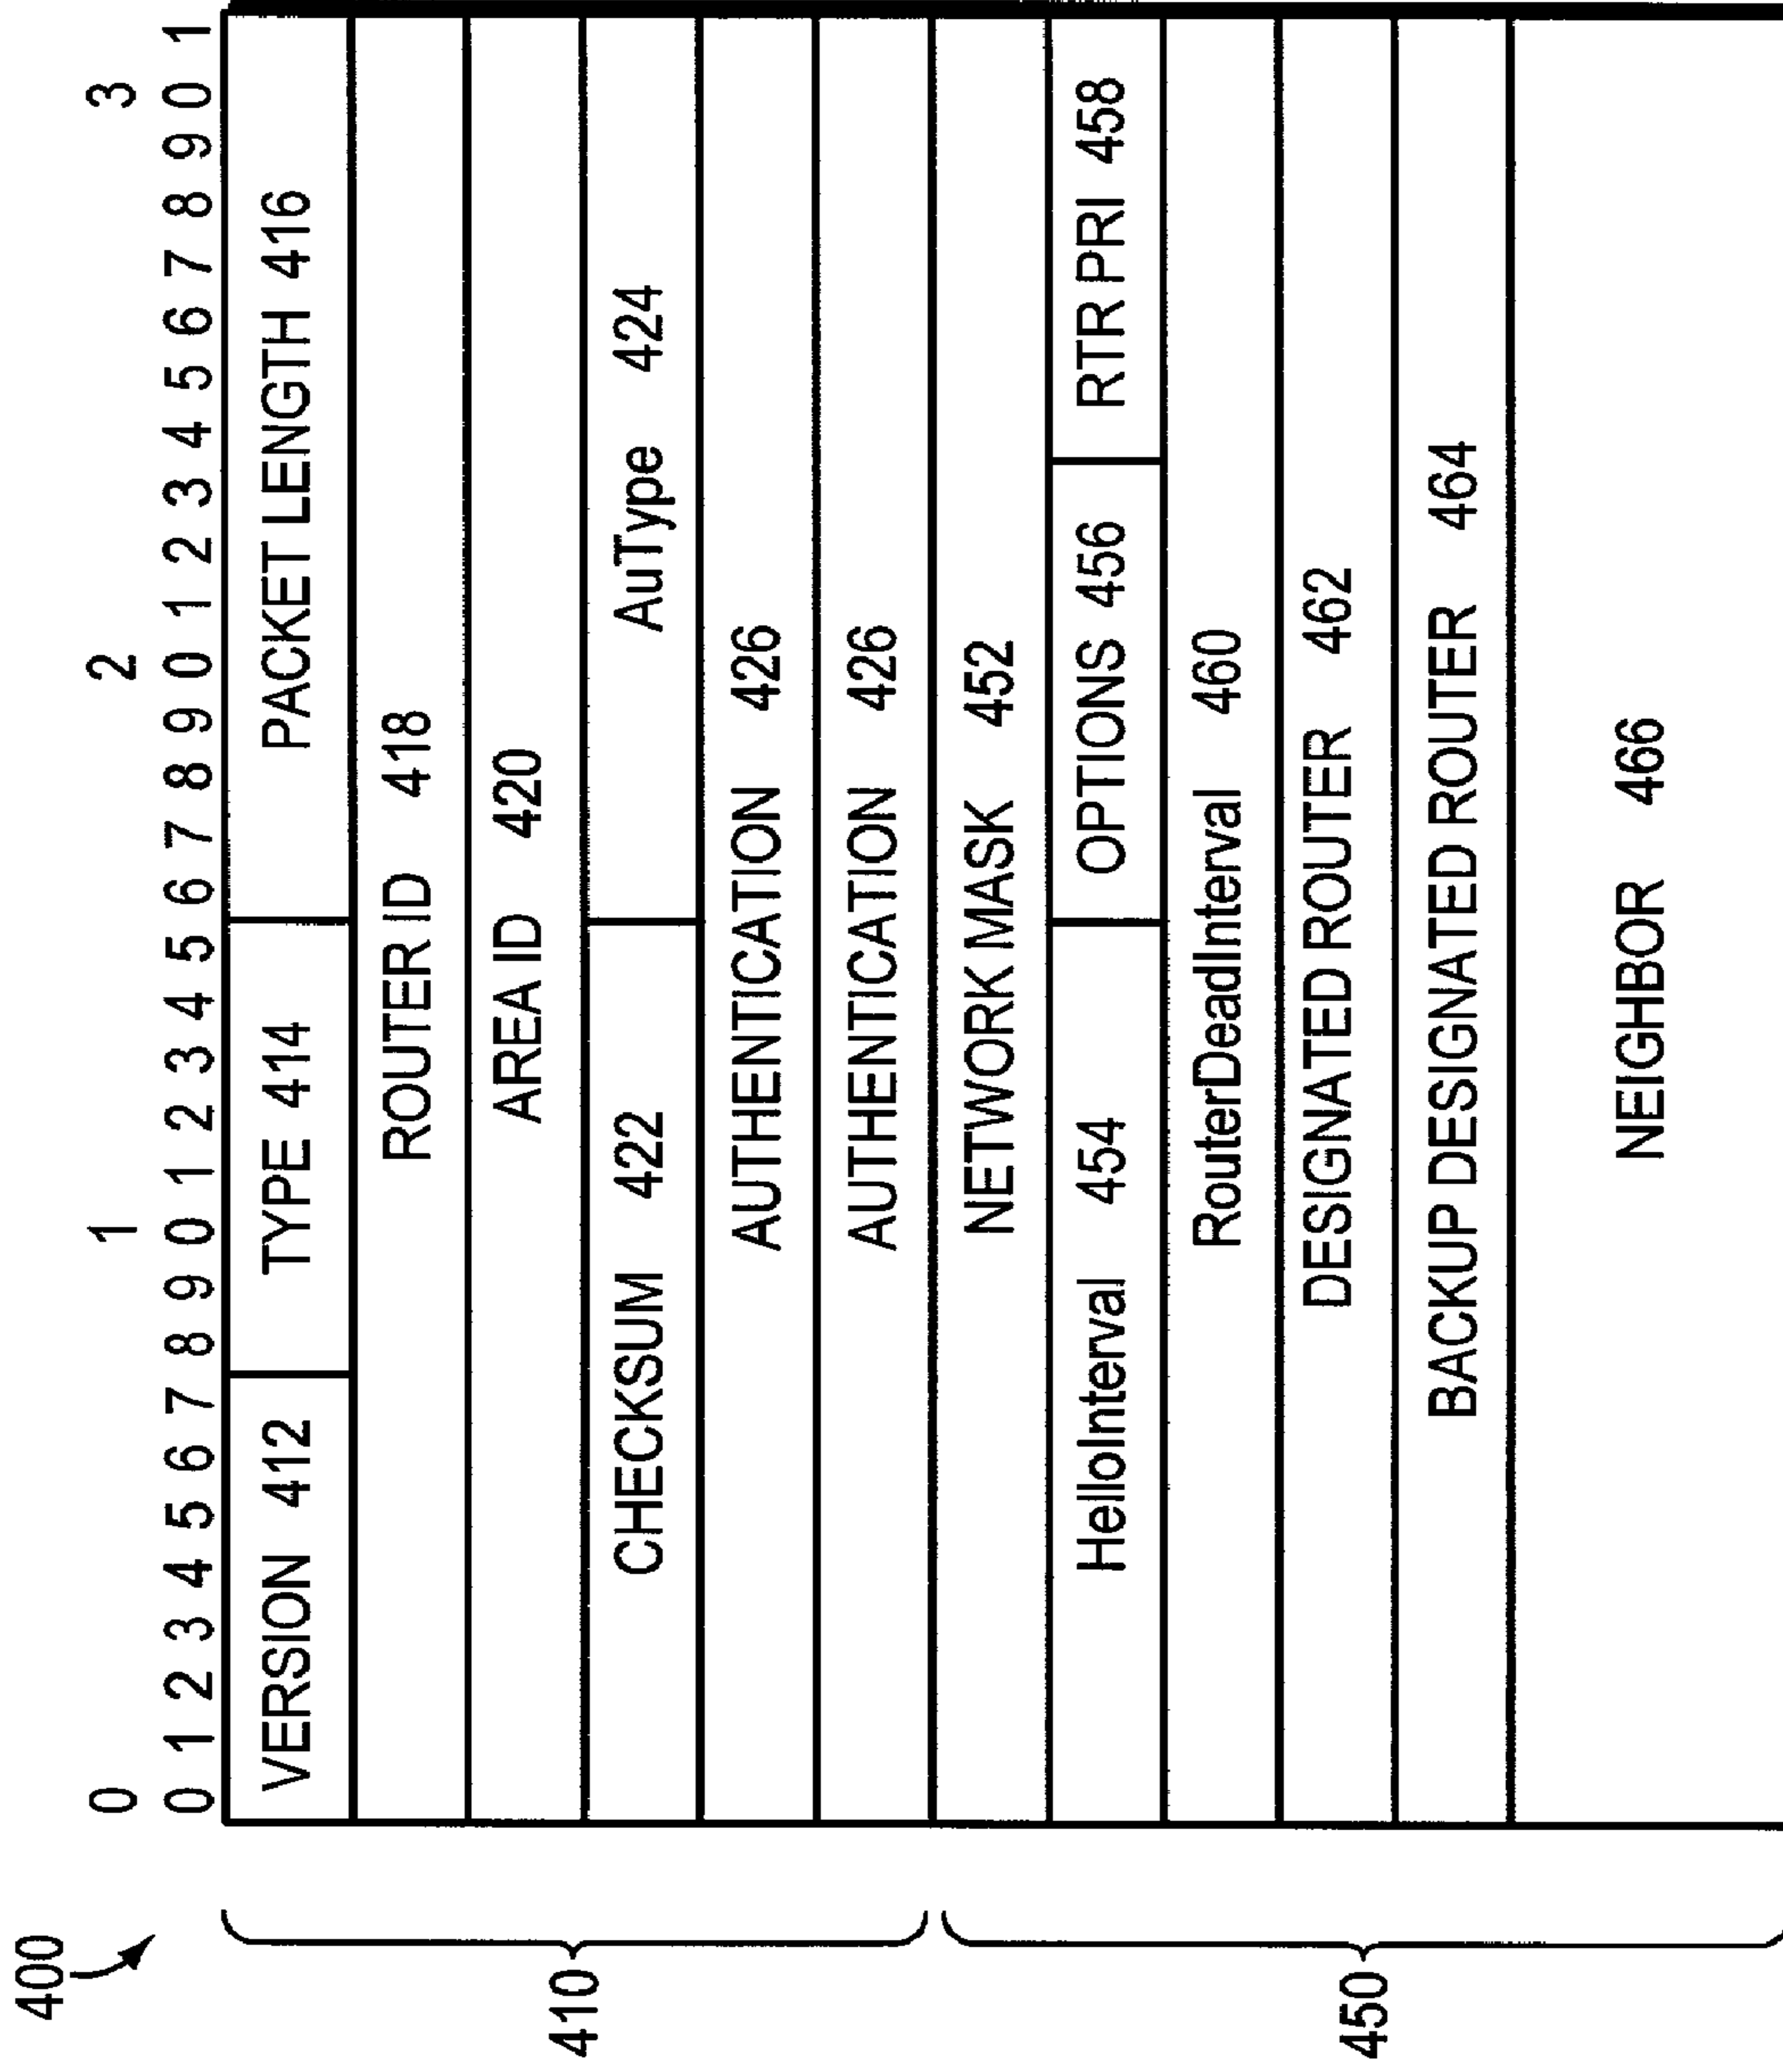 400
0 1 2 3
0 1 2 3 4 5 6 7 8 9 0 1 2 3 4 5 6 7 8 9 0 1 2 3 4 5 6 7 8 9 0 1
VERSION 412 TYPE 414 PACKET LENGTH 416
ROUTER ID 418
AREA ID 420
410
CHECKSUM 422 AuType 424
AUTHENTICATION 426
AUTHENTICATION 426
NETWORK MASK 452
HelloInterval 454 OPTIONS 456 RTR PRI 458
RouterDeadInterval 460
450
DESIGNATED ROUTER 462
BACKUP DESIGNATED ROUTER 464
NEIGHBOR 466